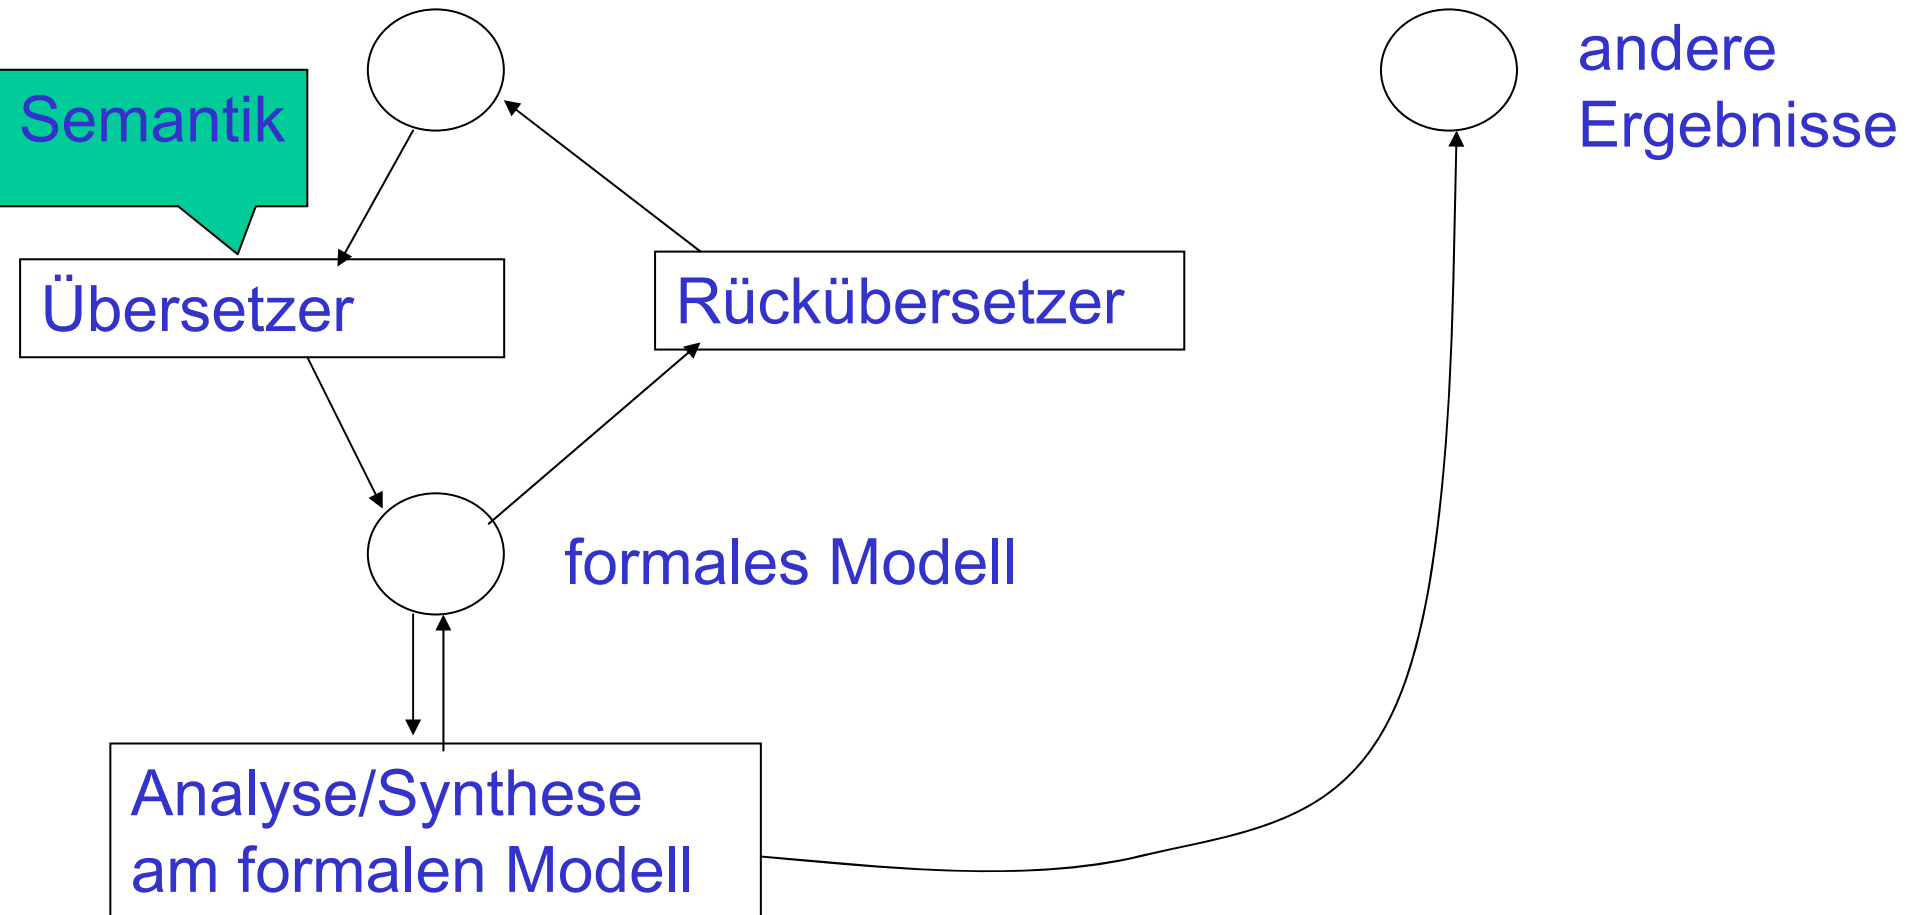 andere
Ergebnisse
Semantik
Übersetzer
Rückübersetzer
formales Modell
Analyse/Synthese
am formalen Modell